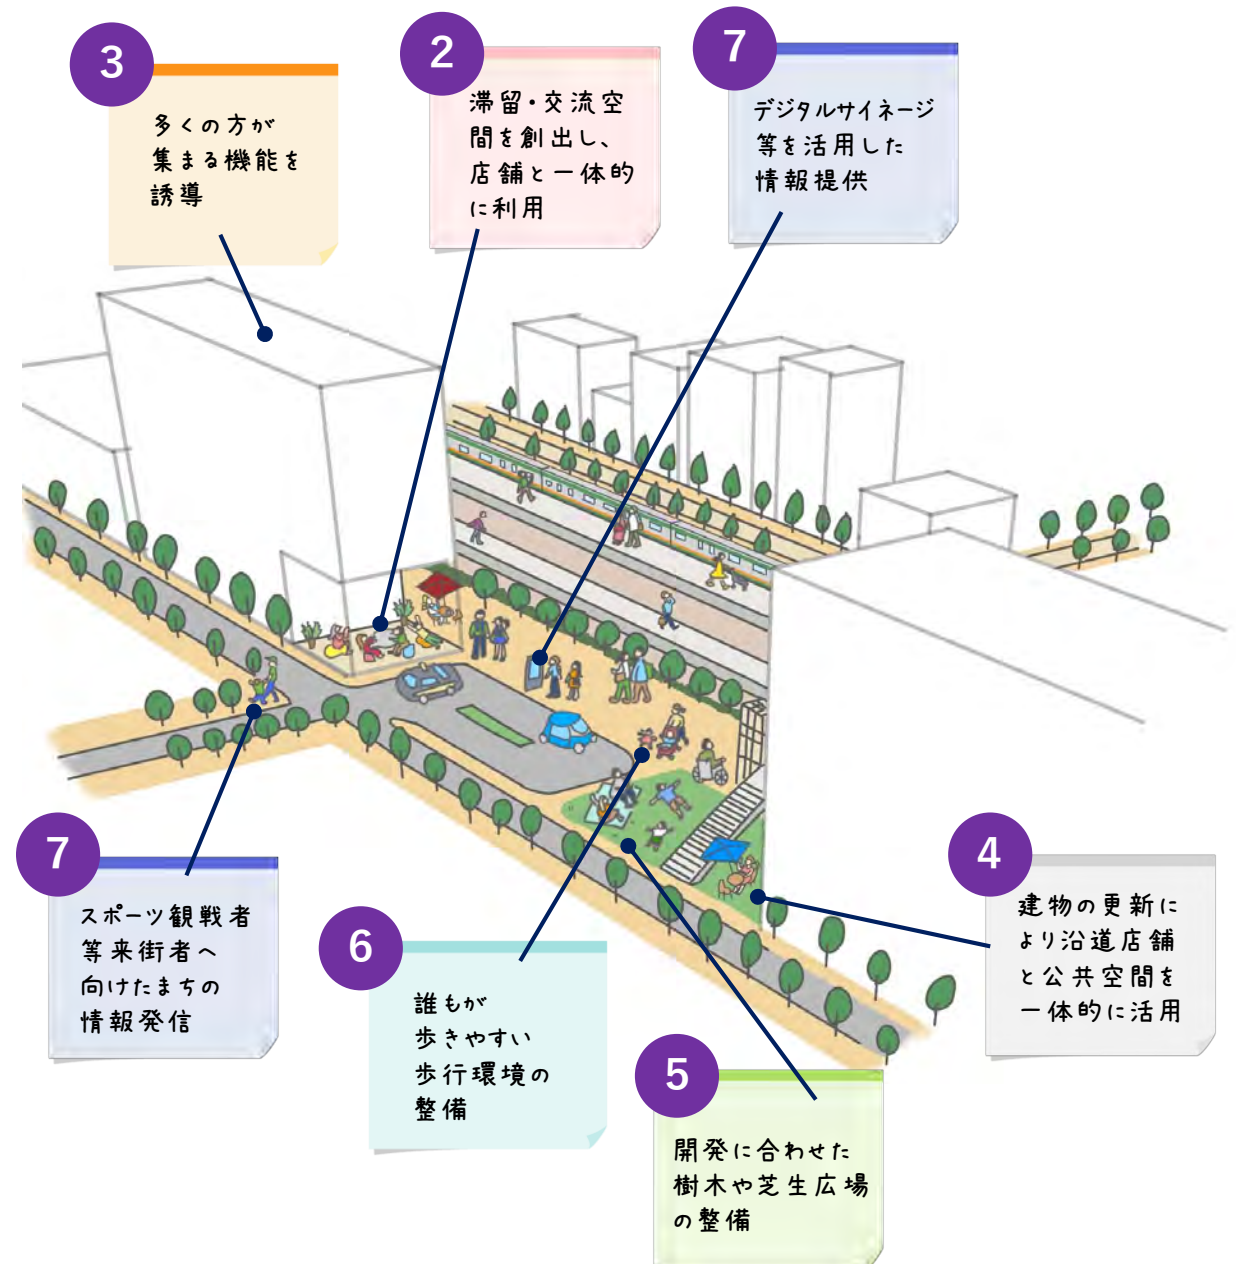 3
多くの方が
集まる機能を
誘導
2
滞留・交流空
間を創出し、
店舗と一体的
に利用
7
デジタルサイネージ
等を活用した
情報提供
7
スポーツ観戦者
等来街者へ
向けたまちの
情報発信
6
誰もが
歩きやすい
歩行環境の
整備
5
開発に合わせた
樹木や芝生広場
の整備
4
建物の更新に
より沿道店舗
と公共空間を
一体的に活用